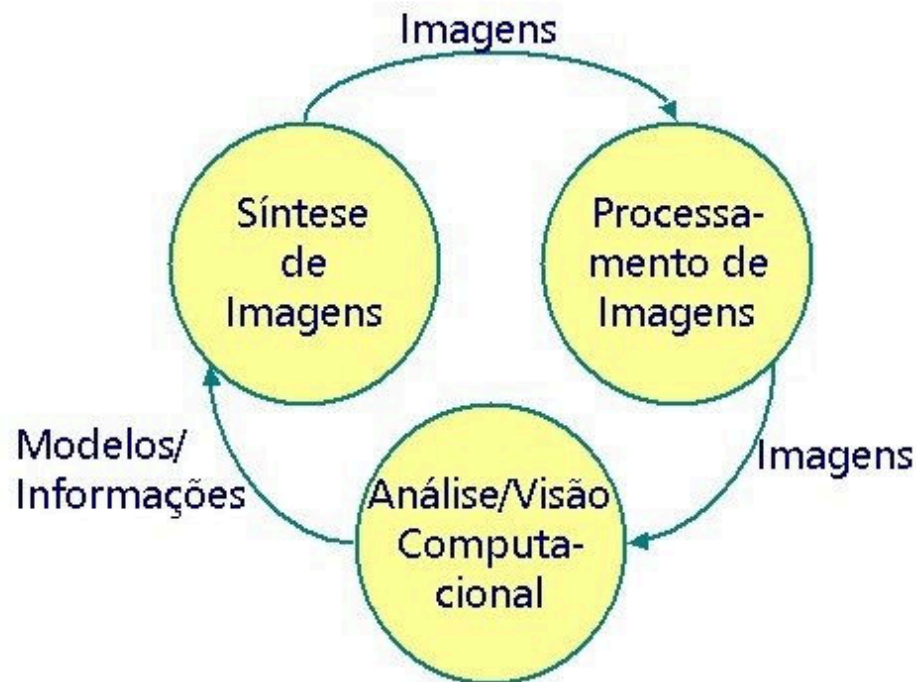 Imagens
Síntese
de
Imagens
Processa-
mento de
Imagens
Modelos/
Informações
Imagens
Análise/Visão
Computa-
cional